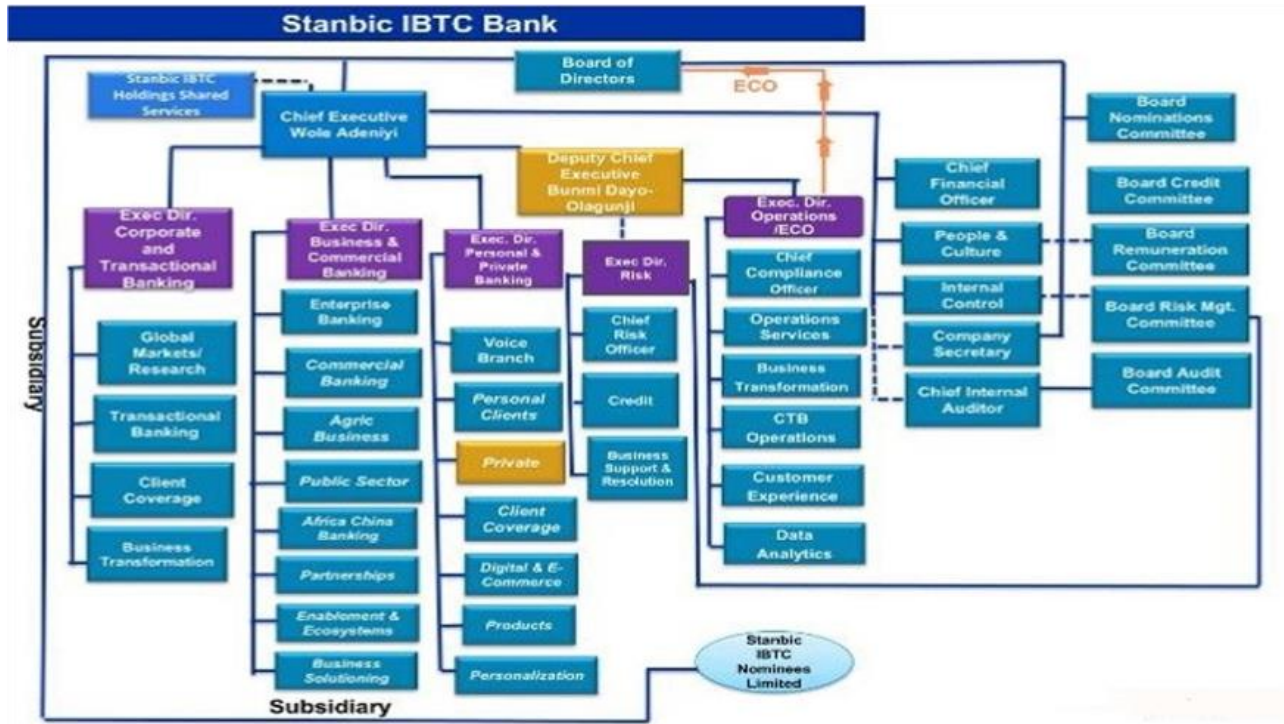 Stanbic IBTC Bank
Board of
Directors
ECO
Stanbic IBTC
Holdings Shared
Services
Chief Executive
Wole Adeniyi
Board
Nominations
Committee
Deputy Chief
Executive
Bunmi Dayo-
Olagunji
Chief
Financial
Officer
Board Credit
Committee
Exec Dir.
Corporate
and
Transactional
Banking
Exec Dir.
Business &
Commercial
Banking
Exec. Dir.
Personal &
Private
Banking
Exec Dir.
Risk
Exec. Dir.
Operations
/ECO
People &
Culture
Board
Remuneration
Committee
Internal
Control
Board Risk Mgt.
Committee
Company
Secretary
Chief Internal
Auditor
Board Audit
Committee
Global
Markets/
Research
Transactional
Banking
Client
Coverage
Business
Transformation
Enterprise
Banking
Commercial
Banking
Agric
Business
Public Sector
Africa China
Banking
Partnerships
Enablement &
Ecosystems
Business
Solutioning
Voice
Branch
Personal
Clients
Private
Client
Coverage
Digital & E-
Commerce
Products
Personalization
Chief
Risk
Officer
Credit
Business
Support &
Resolution
Chief
Compliance
Officer
Operations
Services
Business
Transformation
CTB
Operations
Customer
Experience
Data
Analytics
Stanbic
IBTC
Nominees
Limited
Subsidiary
Subsidiary